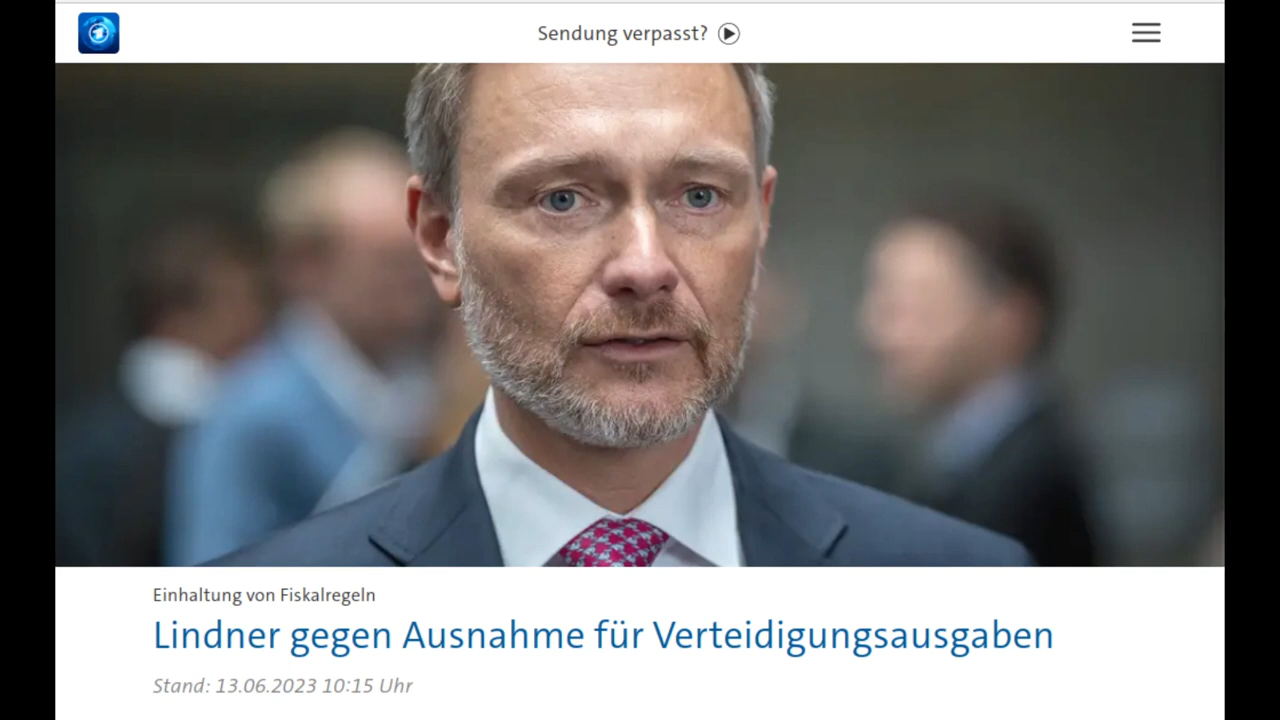 Sendung verpasst?
Einhaltung von Fiskalregeln
Lindner gegen Ausnahme für Verteidigungsausgaben
Stand: 13.06.2023 10:15 Uhr